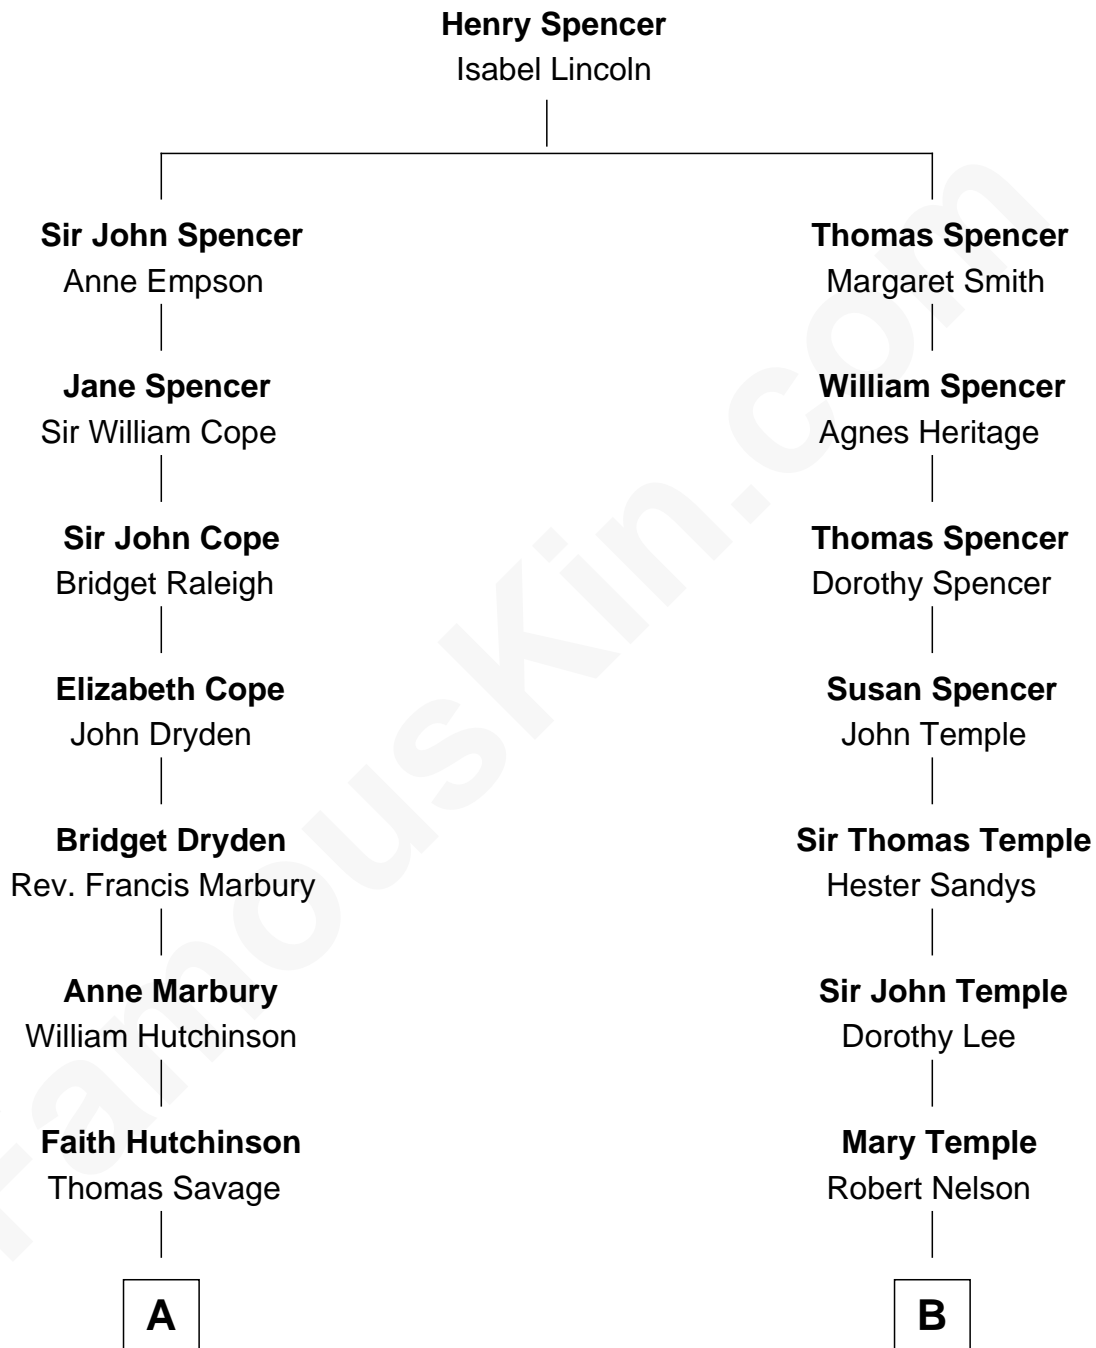 Henry Spencer
Isabel Lincoln
Sir John Spencer
Anne Empson
Thomas Spencer
Margaret Smith
Jane Spencer
Sir William Cope
William Spencer
Agnes Heritage
Sir John Cope
Bridget Raleigh
Thomas Spencer
Dorothy Spencer
Elizabeth Cope
John Dryden
Susan Spencer
John Temple
Bridget Dryden
Rev. Francis Marbury
Sir Thomas Temple
Hester Sandys
Anne Marbury
William Hutchinson
Sir John Temple
Dorothy Lee
Faith Hutchinson
Thomas Savage
Mary Temple
Robert Nelson
A
B
FamousKin.com